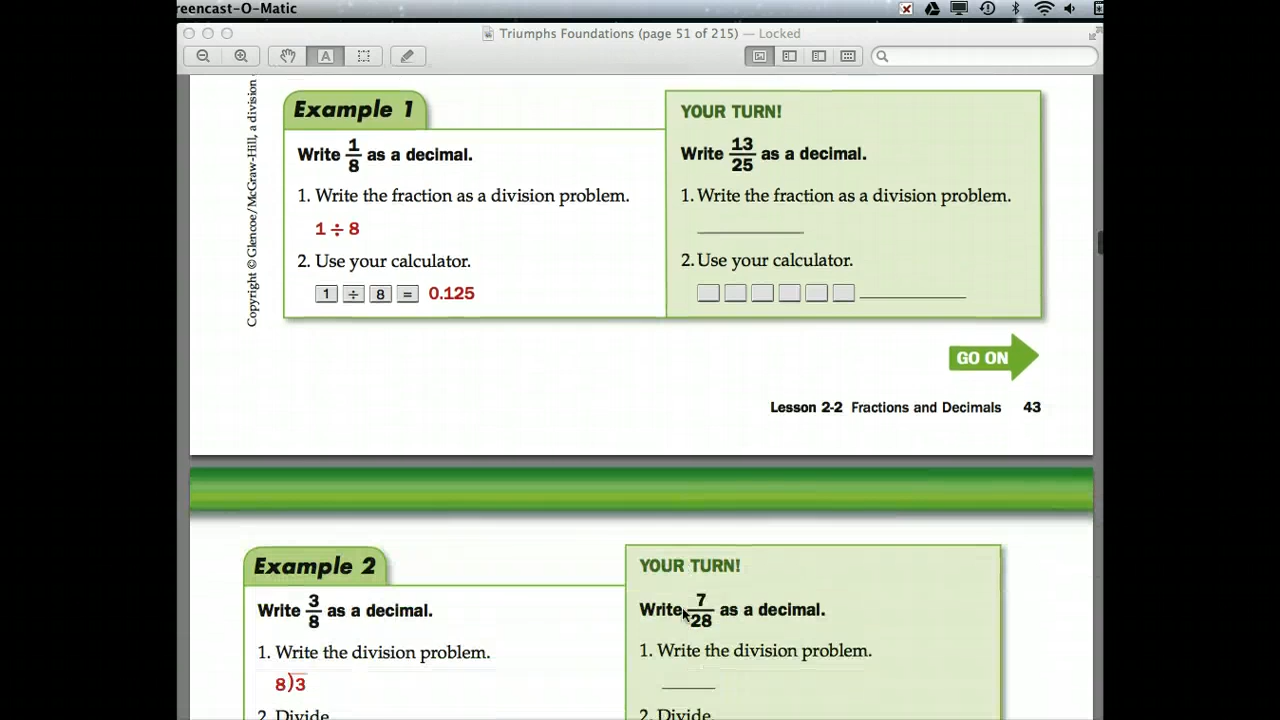 reencast-O-Matic
Triumphs Foundations (page 51 of 215) — Locked
Copyright © Glencoe/McGraw-Hill, a division
Example 1
Write 1/8 as a decimal.
1. Write the fraction as a division problem.
1 ÷ 8
2. Use your calculator.
1 ÷ 8 = 0.125
YOUR TURN!
Write 13/25 as a decimal.
1. Write the fraction as a division problem.
2. Use your calculator.
GO ON
Lesson 2-2 Fractions and Decimals 43
Example 2
Write 3/8 as a decimal.
1. Write the division problem.
8)3
2. Divide.
YOUR TURN!
Write 7/28 as a decimal.
1. Write the division problem.
2. Divide.